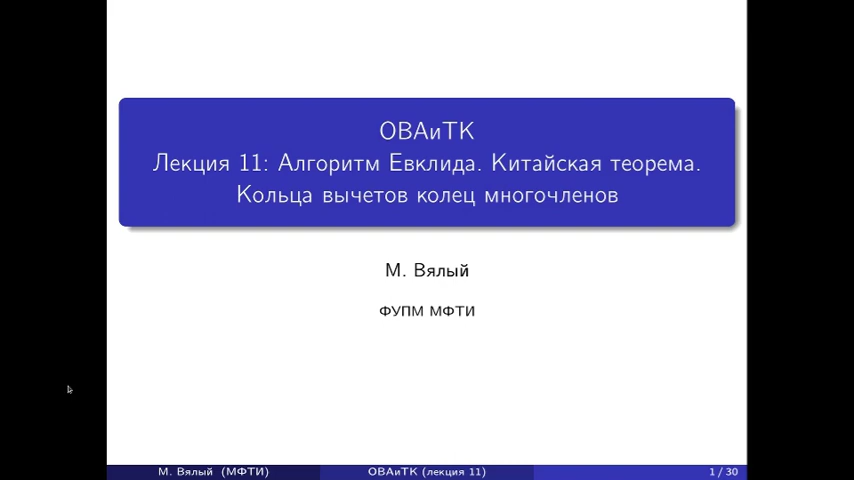 ОВАиТК
Лекция 11: Алгоритм Евклида. Китайская теорема.
Кольца вычетов колец многочленов
М. Вялый
ФУПМ МФТИ
М. Вялый (МФТИ) ОВАиТК (лекция 11) 1 / 30